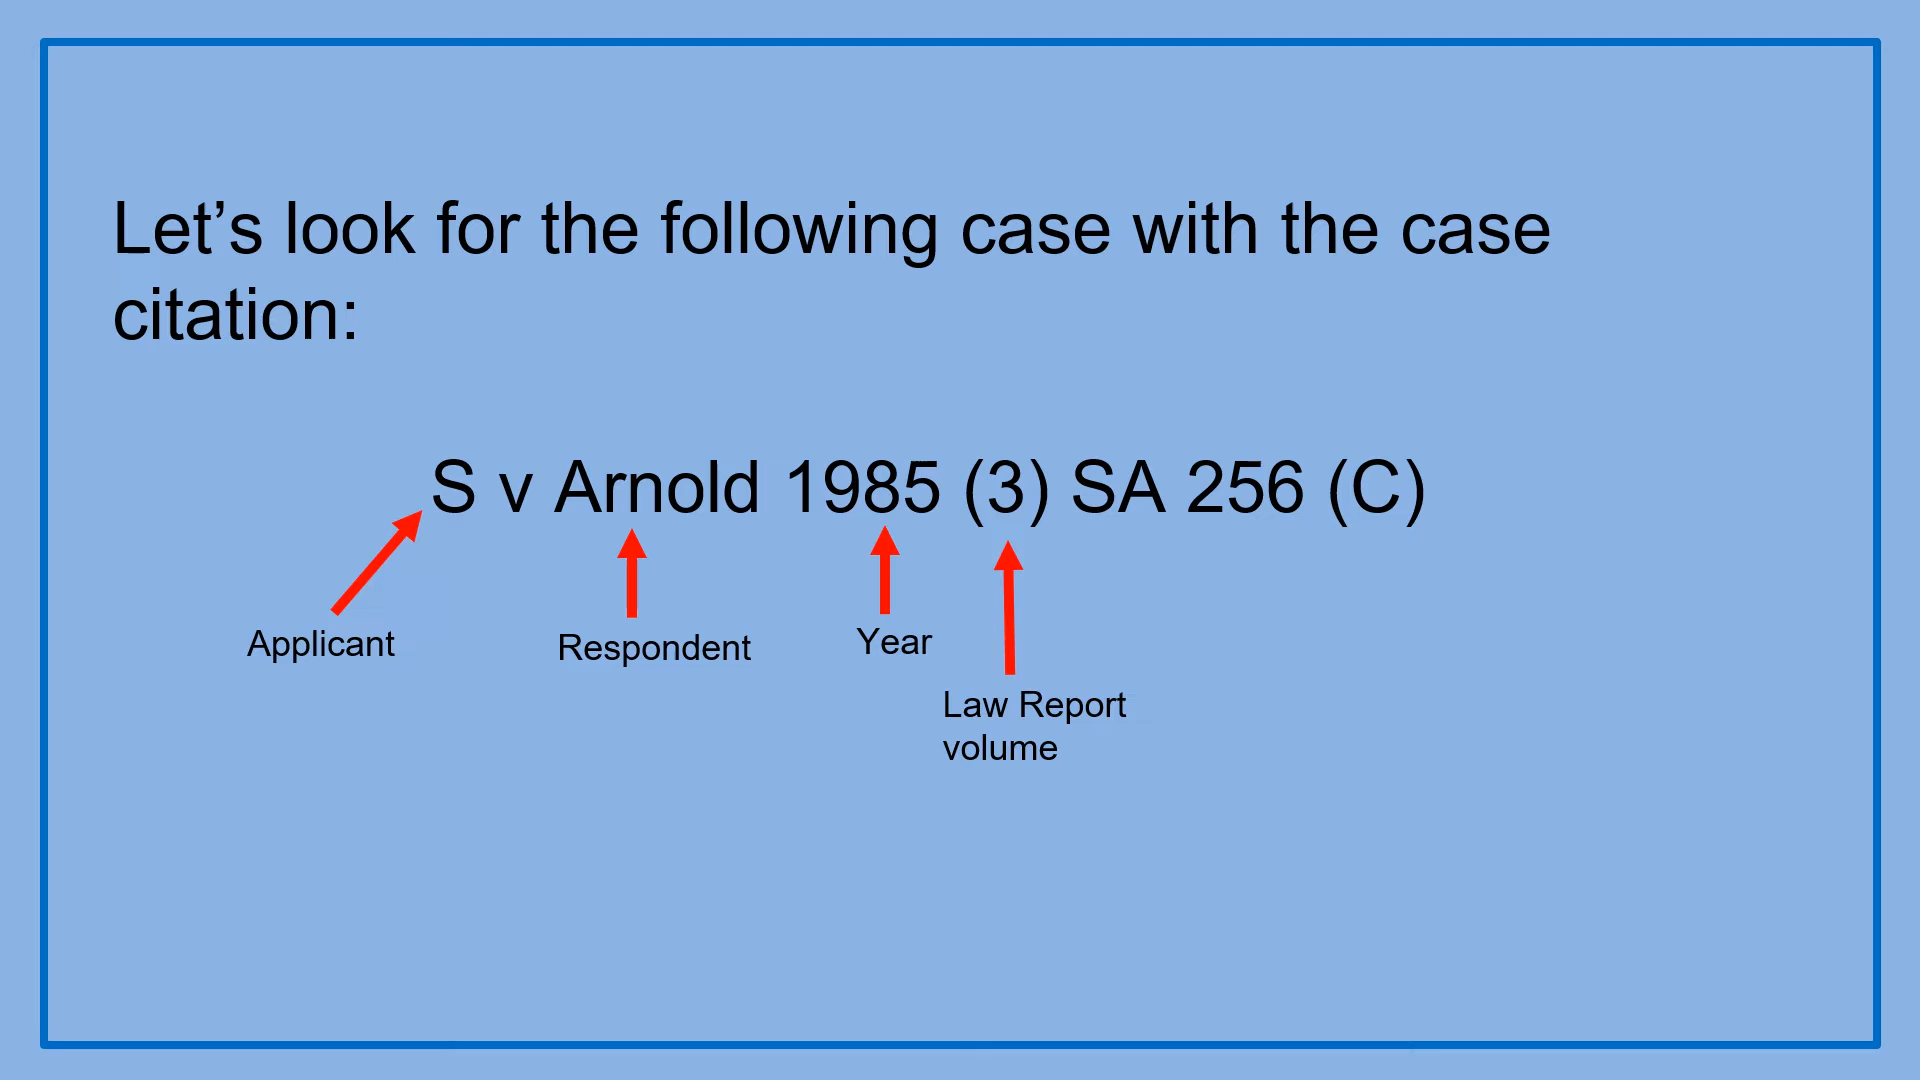 Let’s look for the following case with the case
citation:
S v Arnold 1985 (3) SA 256 (C)
Applicant
Respondent
Year
Law Report
volume